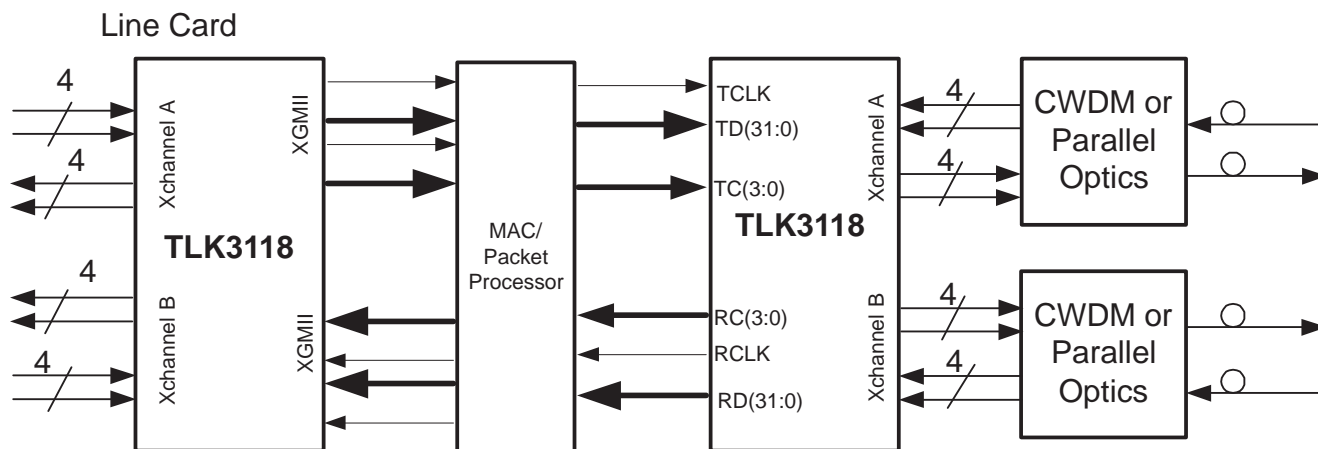 Line Card
4
4
4
4
Xchannel A
Xchannel B
XGMII
XGMII
TLK3118
MAC/
Packet
Processor
TCLK
TD(31:0)
TC(3:0)
TLK3118
RC(3:0)
RCLK
RD(31:0)
Xchannel A
Xchannel B
4
4
4
4
CWDM or
Parallel
Optics
CWDM or
Parallel
Optics